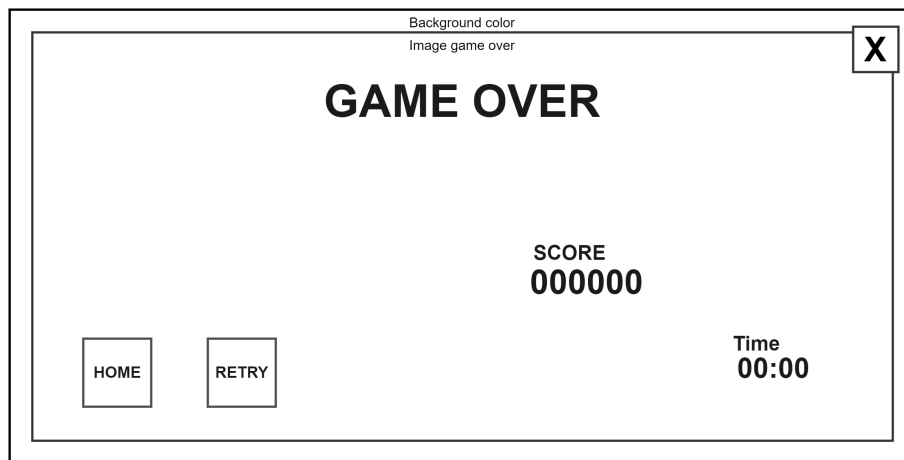 Background color
Image game over
X
GAME OVER
SCORE
000000
Time
00:00
HOME
RETRY